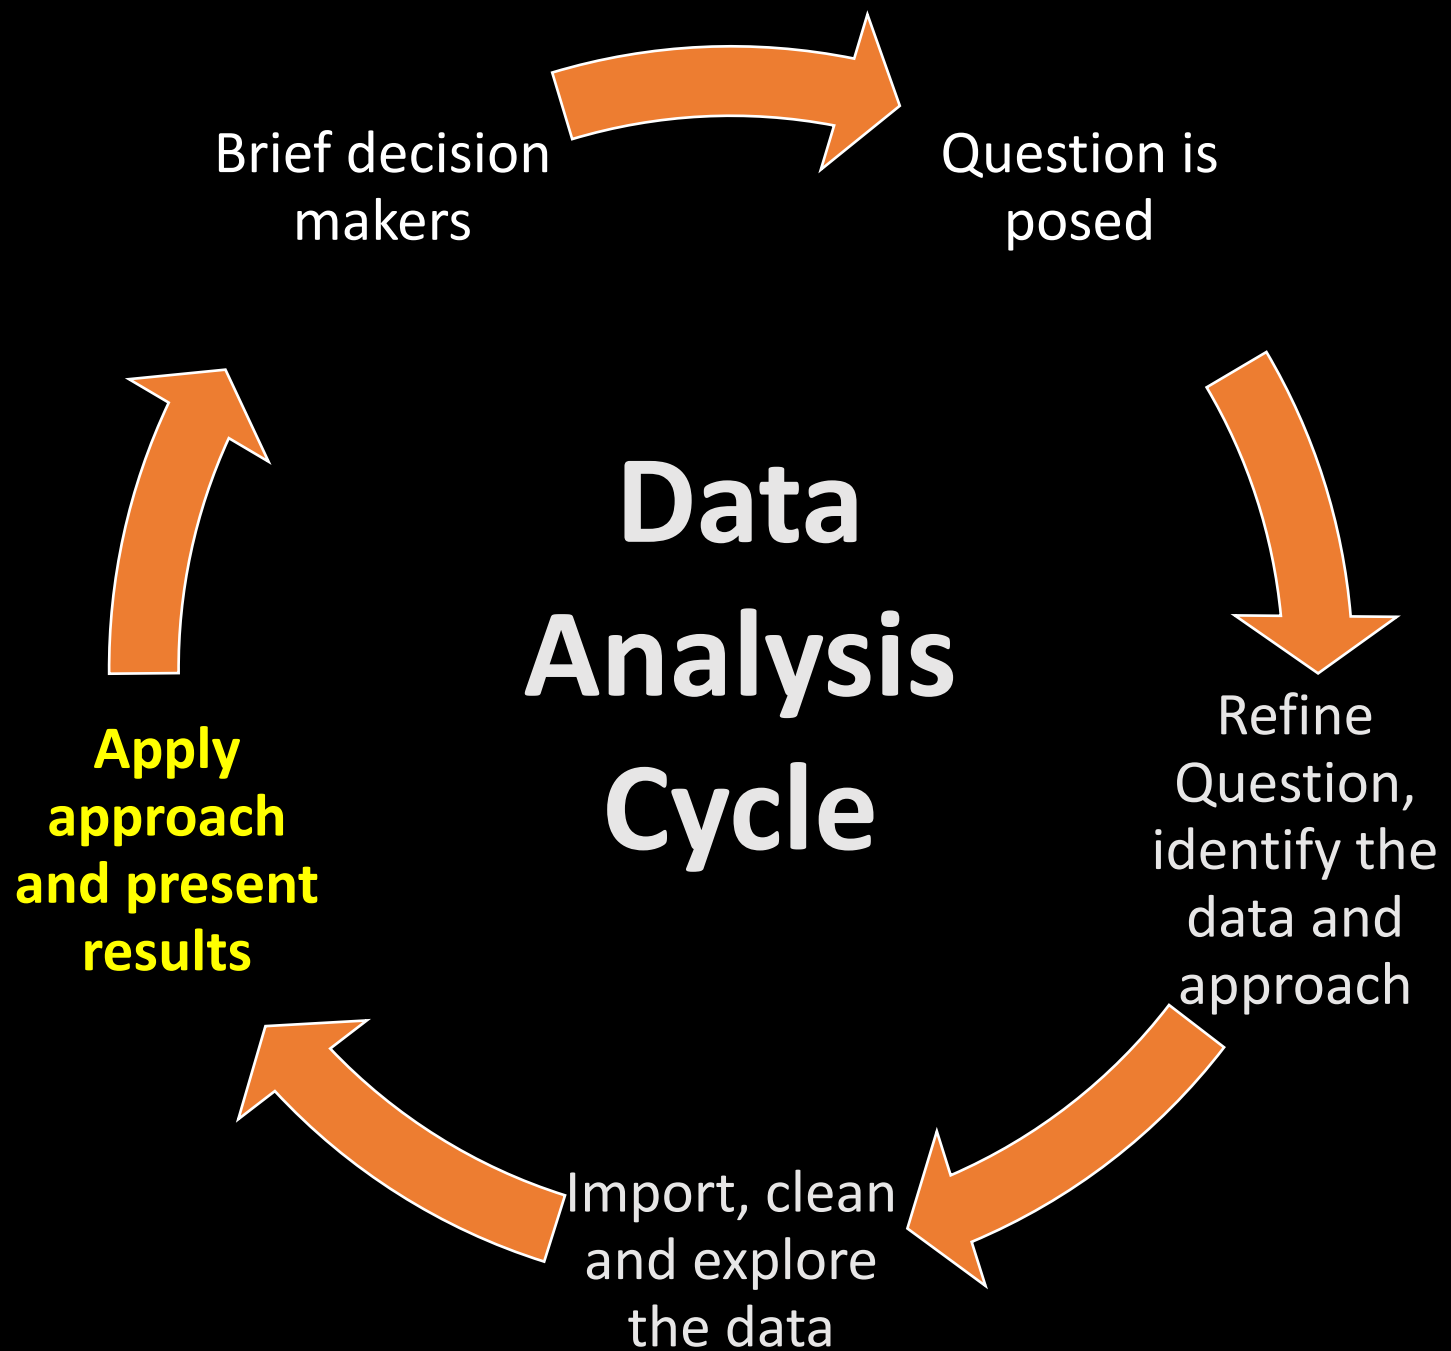 Brief decision
makers
Question is
posed
Data
Analysis
Cycle
Refine
Question,
identify the
data and
approach
Apply
approach
and present
results
Import, clean
and explore
the data